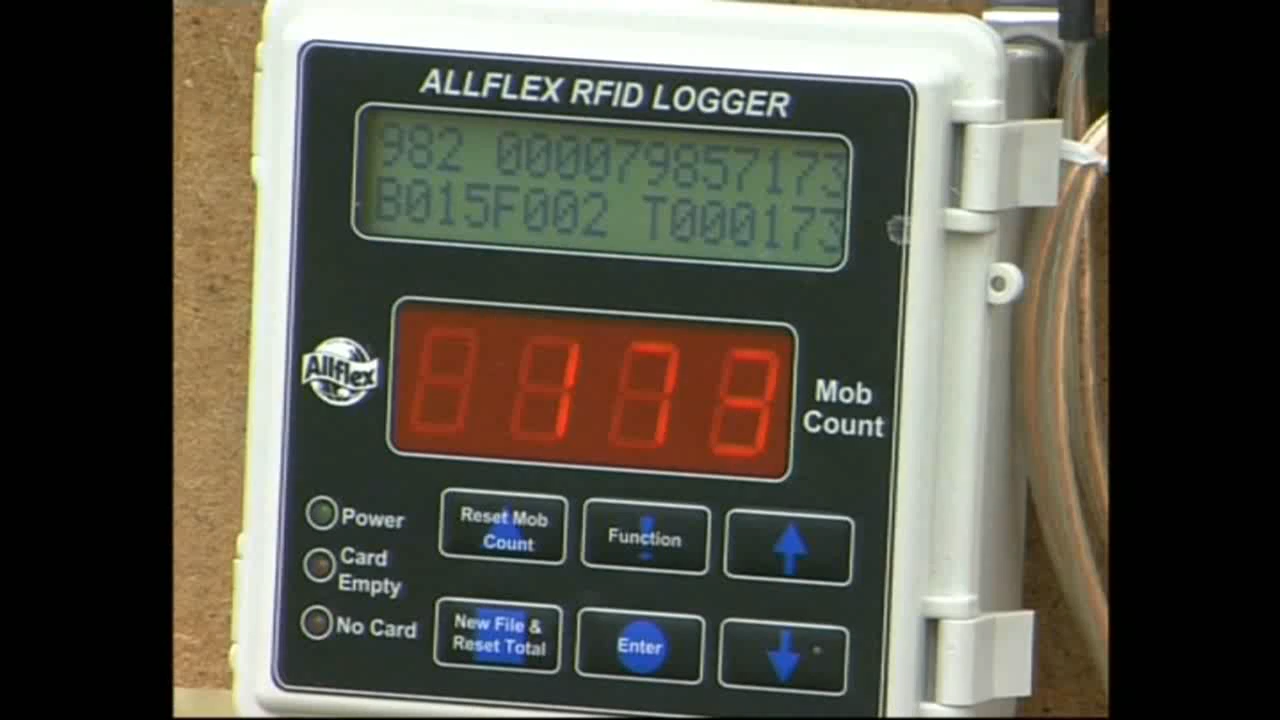 ALLFLEX RFID LOGGER
982 000079857173
B015F002 T000173
173
Allflex
Mob
Count
Power
Card
Empty
No Card
Reset Mob
Count
Function
New File &
Reset Total
Enter